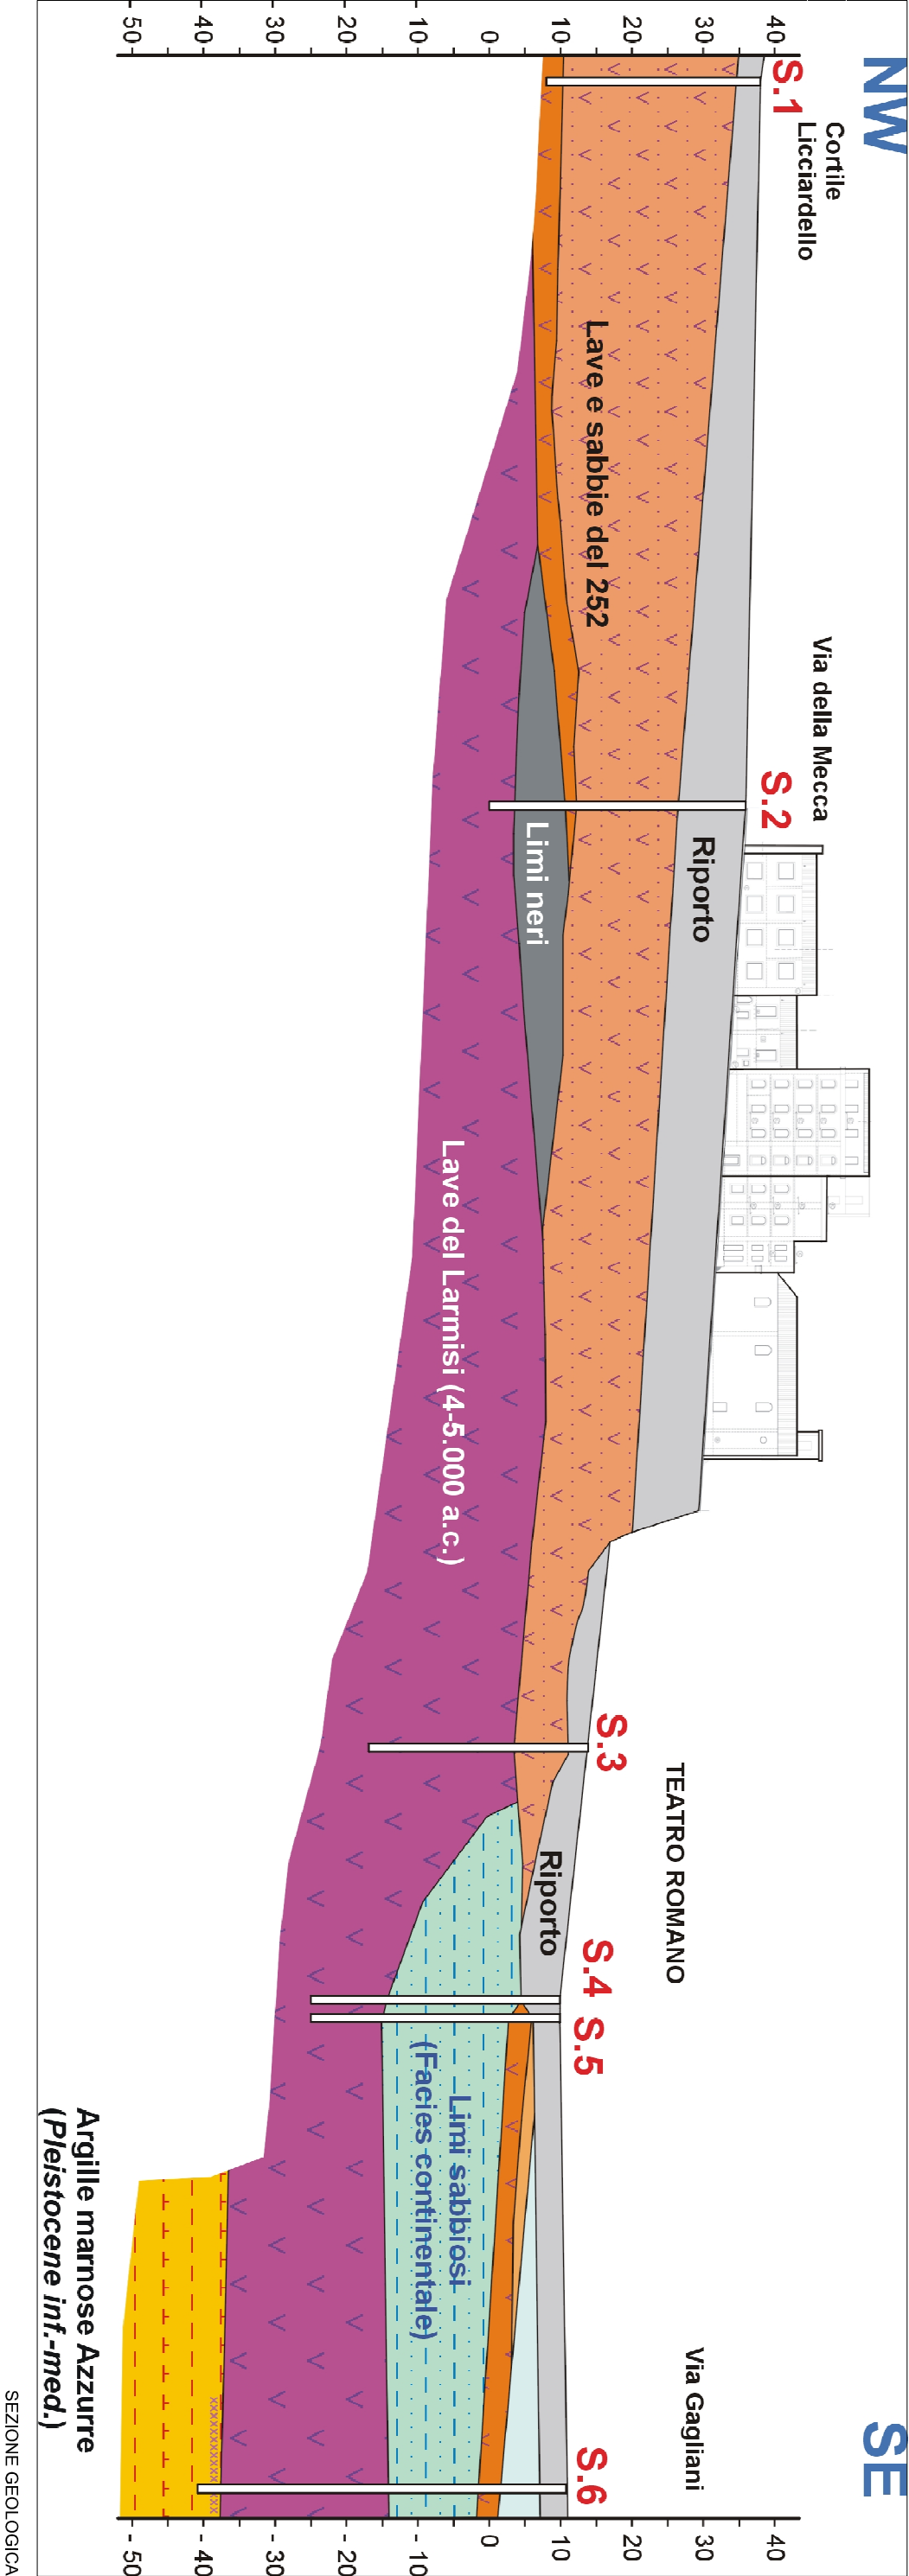 NW
SE
Cortile
Licciardello
Via della Mecca
TEATRO ROMANO
Via Gagliani
S.1
S.2
S.3
S.4
S.5
S.6
40
30
20
10
0
-10
-20
-30
-40
-50
40
30
20
10
0
-10
-20
-30
-40
-50
Riporto
Lave e sabbie del 252
Limi neri
Riporto
Lave del Larmisi (4-5.000 a.c.)
Limi sabbiosi
(Facies continentale)
xxxxxxxxxxxxx
Argille marnose Azzurre
(Pleistocene inf.-med.)
SEZIONE GEOLOGICA